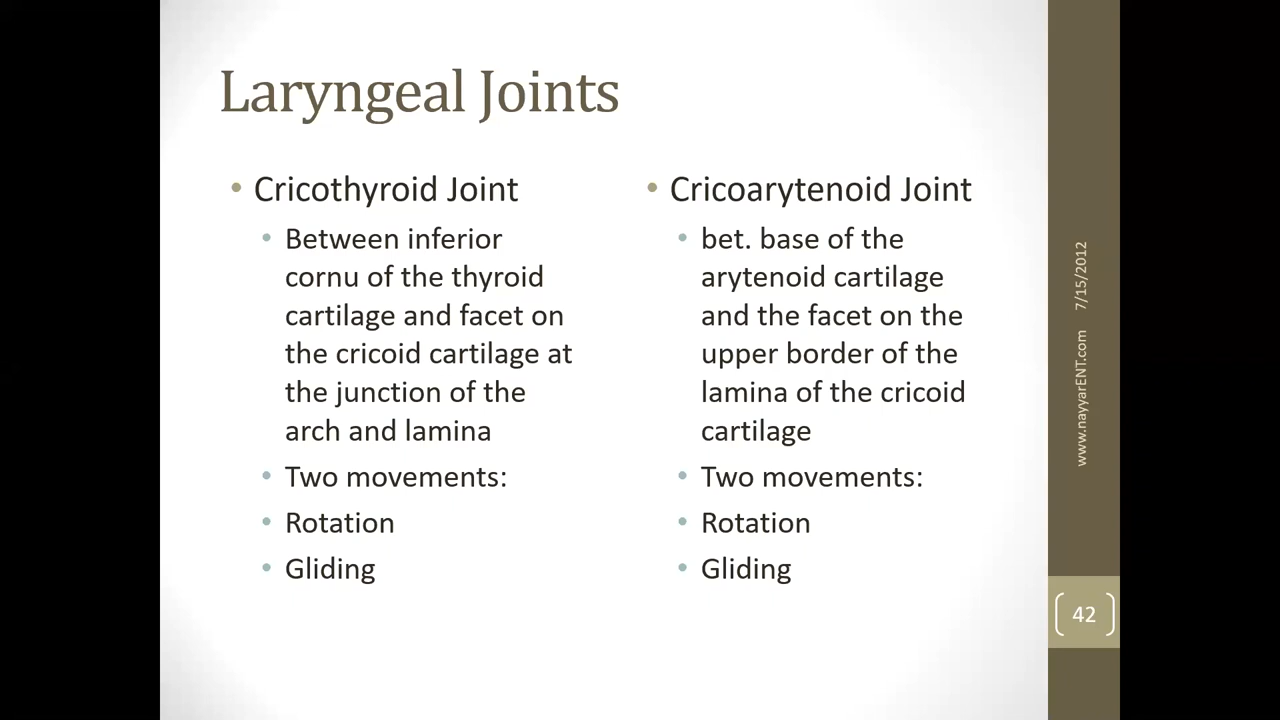 Laryngeal Joints
• Cricothyroid Joint
• Between inferior
cornu of the thyroid
cartilage and facet on
the cricoid cartilage at
the junction of the
arch and lamina
• Two movements:
• Rotation
• Gliding
• Cricoarytenoid Joint
• bet. base of the
arytenoid cartilage
and the facet on the
upper border of the
lamina of the cricoid
cartilage
• Two movements:
• Rotation
• Gliding
www.nayyarENT.com 7/15/2012
42